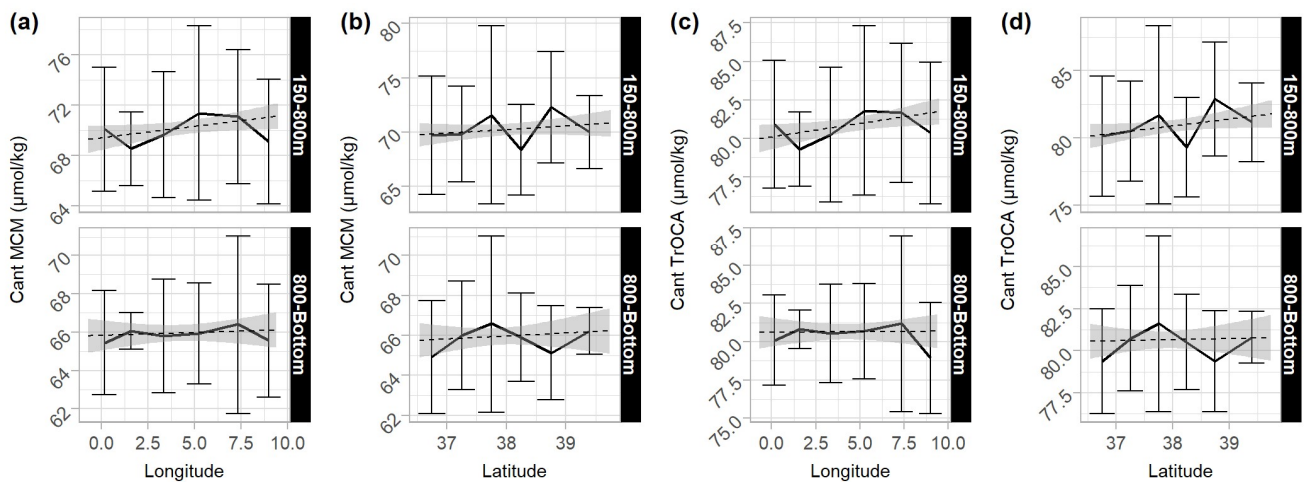 (a)
Cant MCM (μmol/kg)
76
72
68
64
150-800m
70
68
66
64
62
800-Bottom
0.0 2.5 5.0 7.5 10.0
Longitude
(b)
Cant MCM (μmol/kg)
80
75
70
65
150-800m
70
68
66
64
62
800-Bottom
37 38 39
Latitude
(c)
Cant TrOCA (μmol/kg)
87.5
85.0
82.5
80.0
77.5
150-800m
87.5
85.0
82.5
80.0
77.5
75.0
800-Bottom
0.0 2.5 5.0 7.5 10.0
Longitude
(d)
Cant TrOCA (μmol/kg)
85
80
75
150-800m
85.0
82.5
80.0
77.5
800-Bottom
37 38 39
Latitude